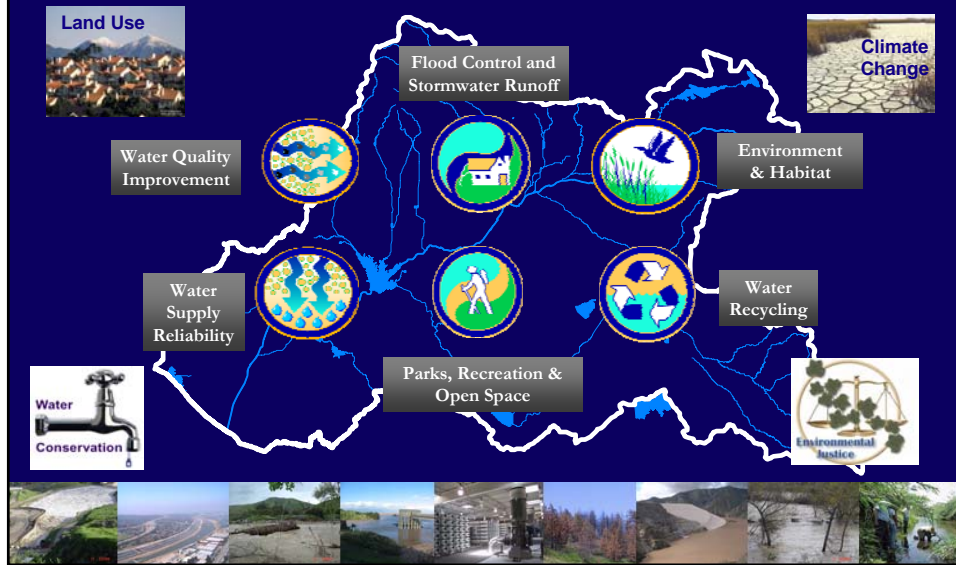 Land Use
Climate
Change
Flood Control and
Stormwater Runoff
Water Quality
Improvement
Environment
& Habitat
Water
Supply
Reliability
Water
Recycling
Parks, Recreation &
Open Space
Water
Conservation
Environmental
Justice